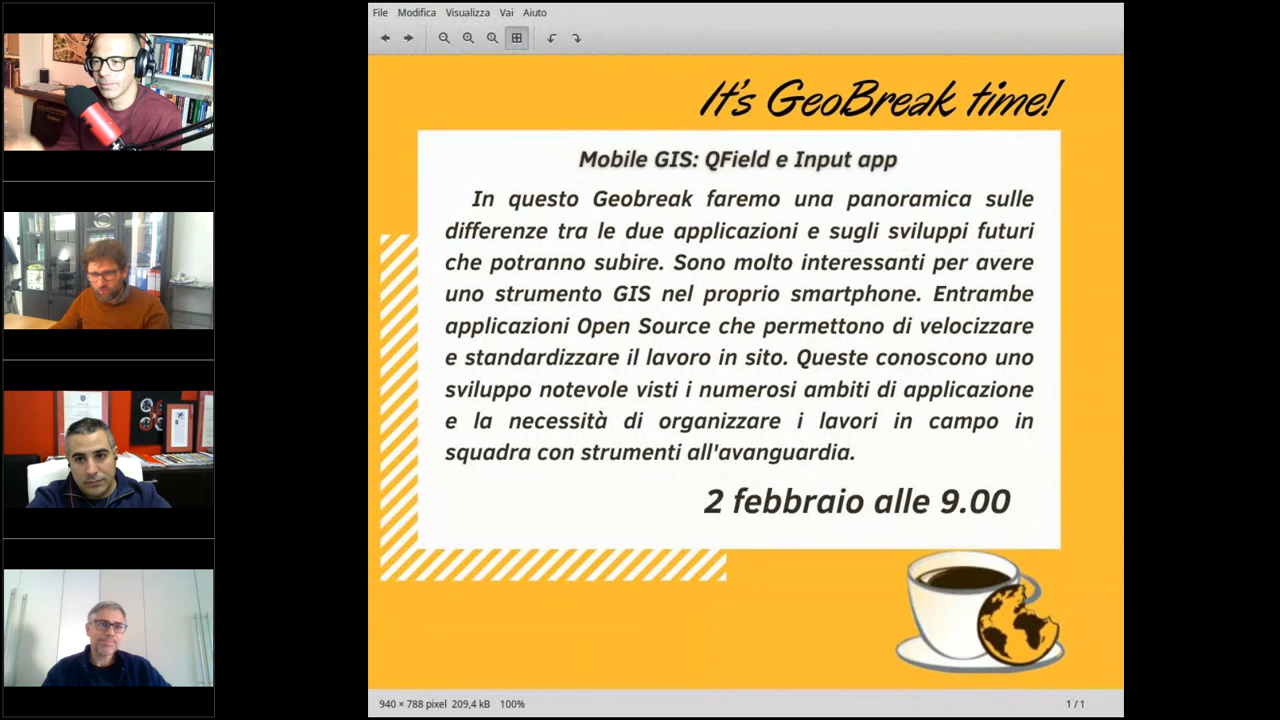 File Modifica Visualizza Vai Aiuto
It's GeoBreak time!
Mobile GIS: QField e Input app
In questo Geobreak faremo una panoramica sulle
differenze tra le due applicazioni e sugli sviluppi futuri
che potranno subire. Sono molto interessanti per avere
uno strumento GIS nel proprio smartphone. Entrambe
applicazioni Open Source che permettono di velocizzare
e standardizzare il lavoro in sito. Queste conoscono uno
sviluppo notevole visti i numerosi ambiti di applicazione
e la necessità di organizzare i lavori in campo in
squadra con strumenti all'avanguardia.
2 febbraio alle 9.00
940 × 788 pixel 209,4 kB 100%
1 / 1